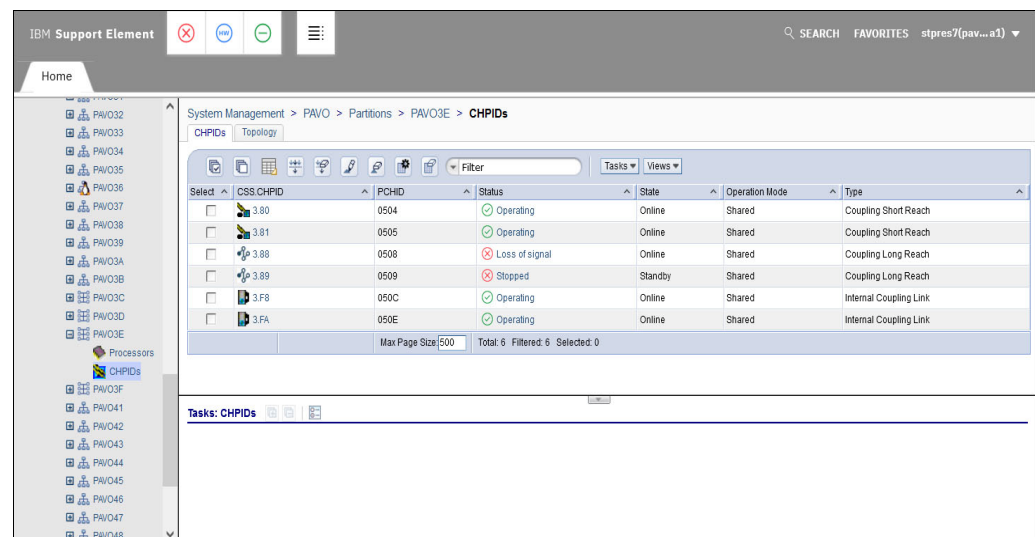 IBM Support Element
HW
SEARCH FAVORITES stpres7(pav...a1)
Home
PAVO32
PAVO33
PAVO34
PAVO35
PAVO36
PAVO37
PAVO38
PAVO39
PAVO3A
PAVO3B
PAVO3C
PAVO3D
PAVO3E
Processors
CHPIDs
PAVO3F
PAVO41
PAVO42
PAVO43
PAVO44
PAVO45
PAVO46
PAVO47
PAVO48
System Management > PAVO > Partitions > PAVO3E > CHPIDs
CHPIDs Topology
Filter Tasks Views
Select CSS.CHPID PCHID Status State Operation Mode Type
3.80 0504 Operating Online Shared Coupling Short Reach
3.81 0505 Operating Online Shared Coupling Short Reach
3.88 0508 Loss of signal Online Shared Coupling Long Reach
3.89 0509 Stopped Standby Shared Coupling Long Reach
3.F8 050C Operating Online Shared Internal Coupling Link
3.FA 050E Operating Online Shared Internal Coupling Link
Max Page Size: 500 Total: 6 Filtered: 6 Selected: 0
Tasks: CHPIDs